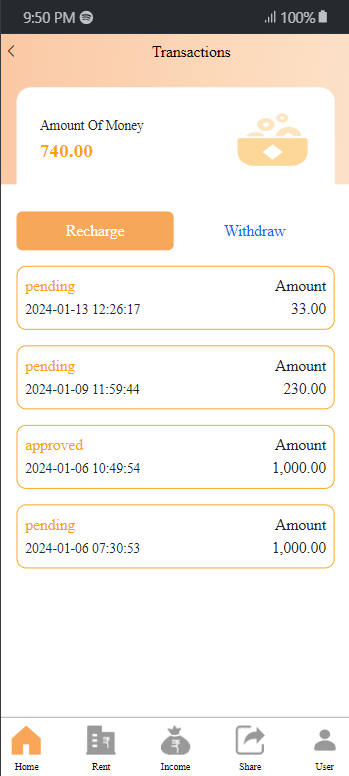 9:50 PM 100%
Transactions
Amount Of Money
740.00
Recharge Withdraw
pending Amount
2024-01-13 12:26:17 33.00
pending Amount
2024-01-09 11:59:44 230.00
approved Amount
2024-01-06 10:49:54 1,000.00
pending Amount
2024-01-06 07:30:53 1,000.00
Home Rent Income Share User